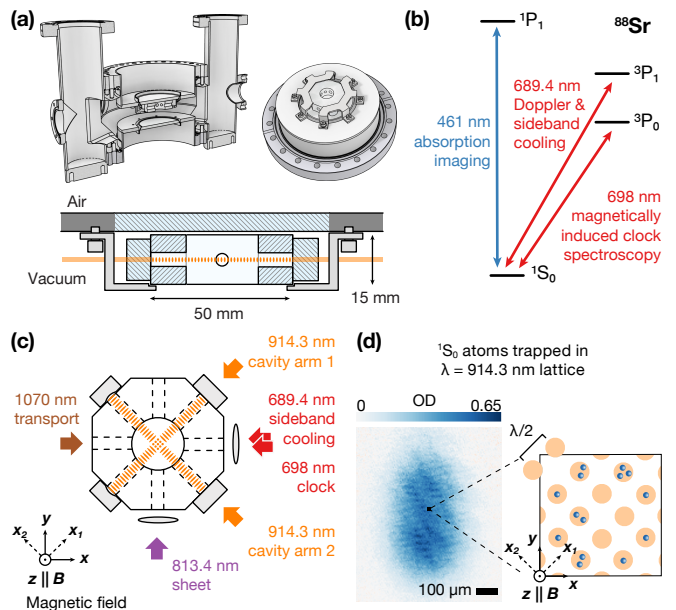 (a)
Air
Vacuum
50 mm
15 mm
(b)
¹P₁
⁸⁸Sr
³P₁
³P₀
689.4 nm
Doppler &
sideband
cooling
461 nm
absorption
imaging
698 nm
magnetically
induced clock
spectroscopy
¹S₀
(c)
914.3 nm
cavity arm 1
1070 nm
transport
689.4 nm
sideband
cooling
698 nm
clock
914.3 nm
cavity arm 2
813.4 nm
sheet
y
x₂
x₁
x
z || B
Magnetic field
(d)
¹S₀ atoms trapped in
λ = 914.3 nm lattice
OD
0
0.65
λ/2
100 μm
y
x₂
x₁
x
z || B